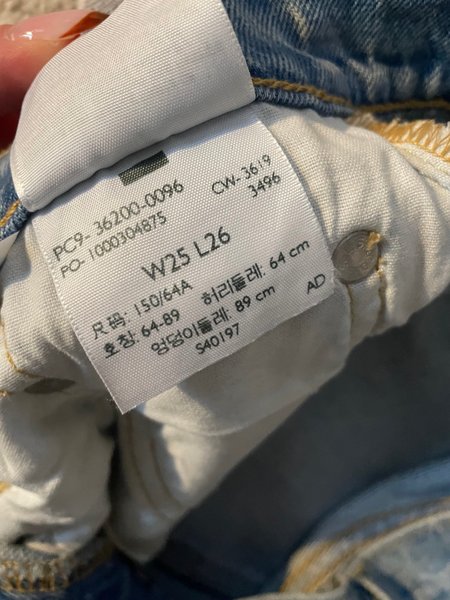 PC9- 36200-0096 CW- 3619
PO- 1000304875 3496
W25 L26
尺码: 150/64A 허리둘레: 64 cm
호칭: 64-89 엉덩이둘레: 89 cm AD
S40197